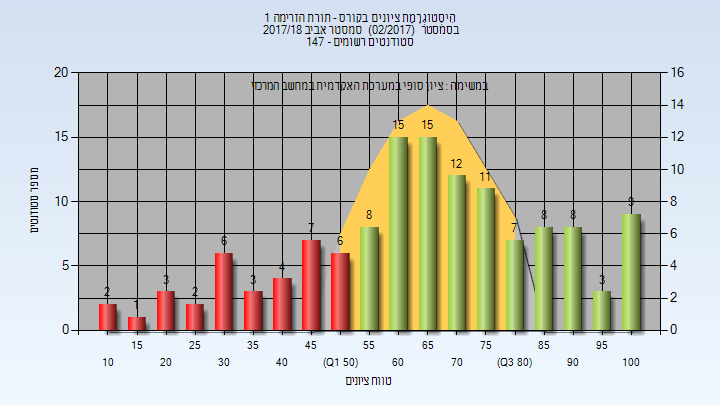 היסטוגרמת ציונים בקורס - תורת הזרימה 1
בסמסטר (02/2017) סמסטר אביב 2017/18
סטודנטים רשומים - 147
במשימה : ציון סופי במערכת האקדמית במחשב המרכזי
מספר סטודנטים
20
15
10
5
0
16
14
12
10
8
6
4
2
0
2 1 3 2 6 3 4 7 6 8 15 15 12 11 7 8 8 3 9
15 25 35 45 55 65 75 85 95
10 20 30 40 (Q1 50) 60 70 (Q3 80) 90 100
טווח ציונים